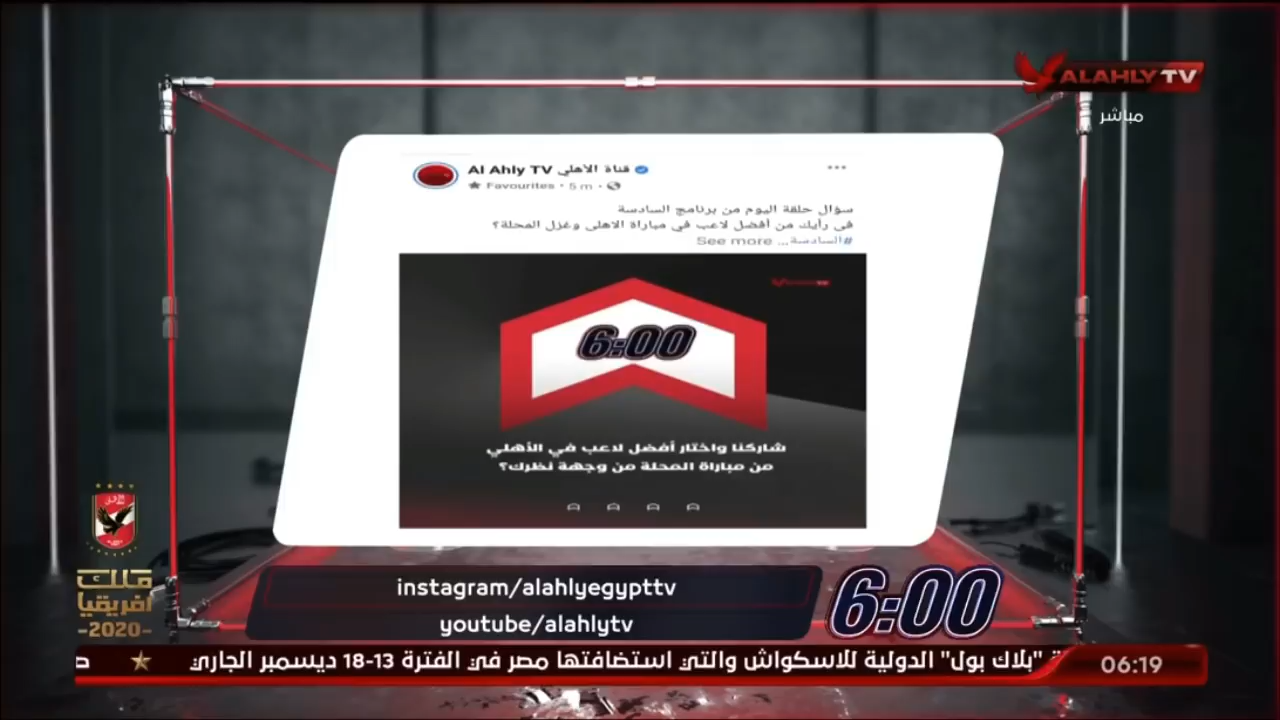 ALAHLY TV
مباشر
Al Ahly TV قناة الأهلي
Favourites · 5 m ·
سؤال حلقة اليوم من برنامج السادسة
فى رأيك من أفضل لاعب في مباراة الاهلى وغزل المحلة؟
#السادسة... See more
6:00
شاركنا واختار أفضل لاعب في الأهلي
من مباراة المحلة من وجهة نظرك؟
ملك
أفريقيا
-2020-
instagram/alahlyegypttv
youtube/alahlytv
6:00
ة "بلاك بول" الدولية للاسكواش والتي استضافتها مصر في الفترة 13-18 ديسمبر الجاري
06:19